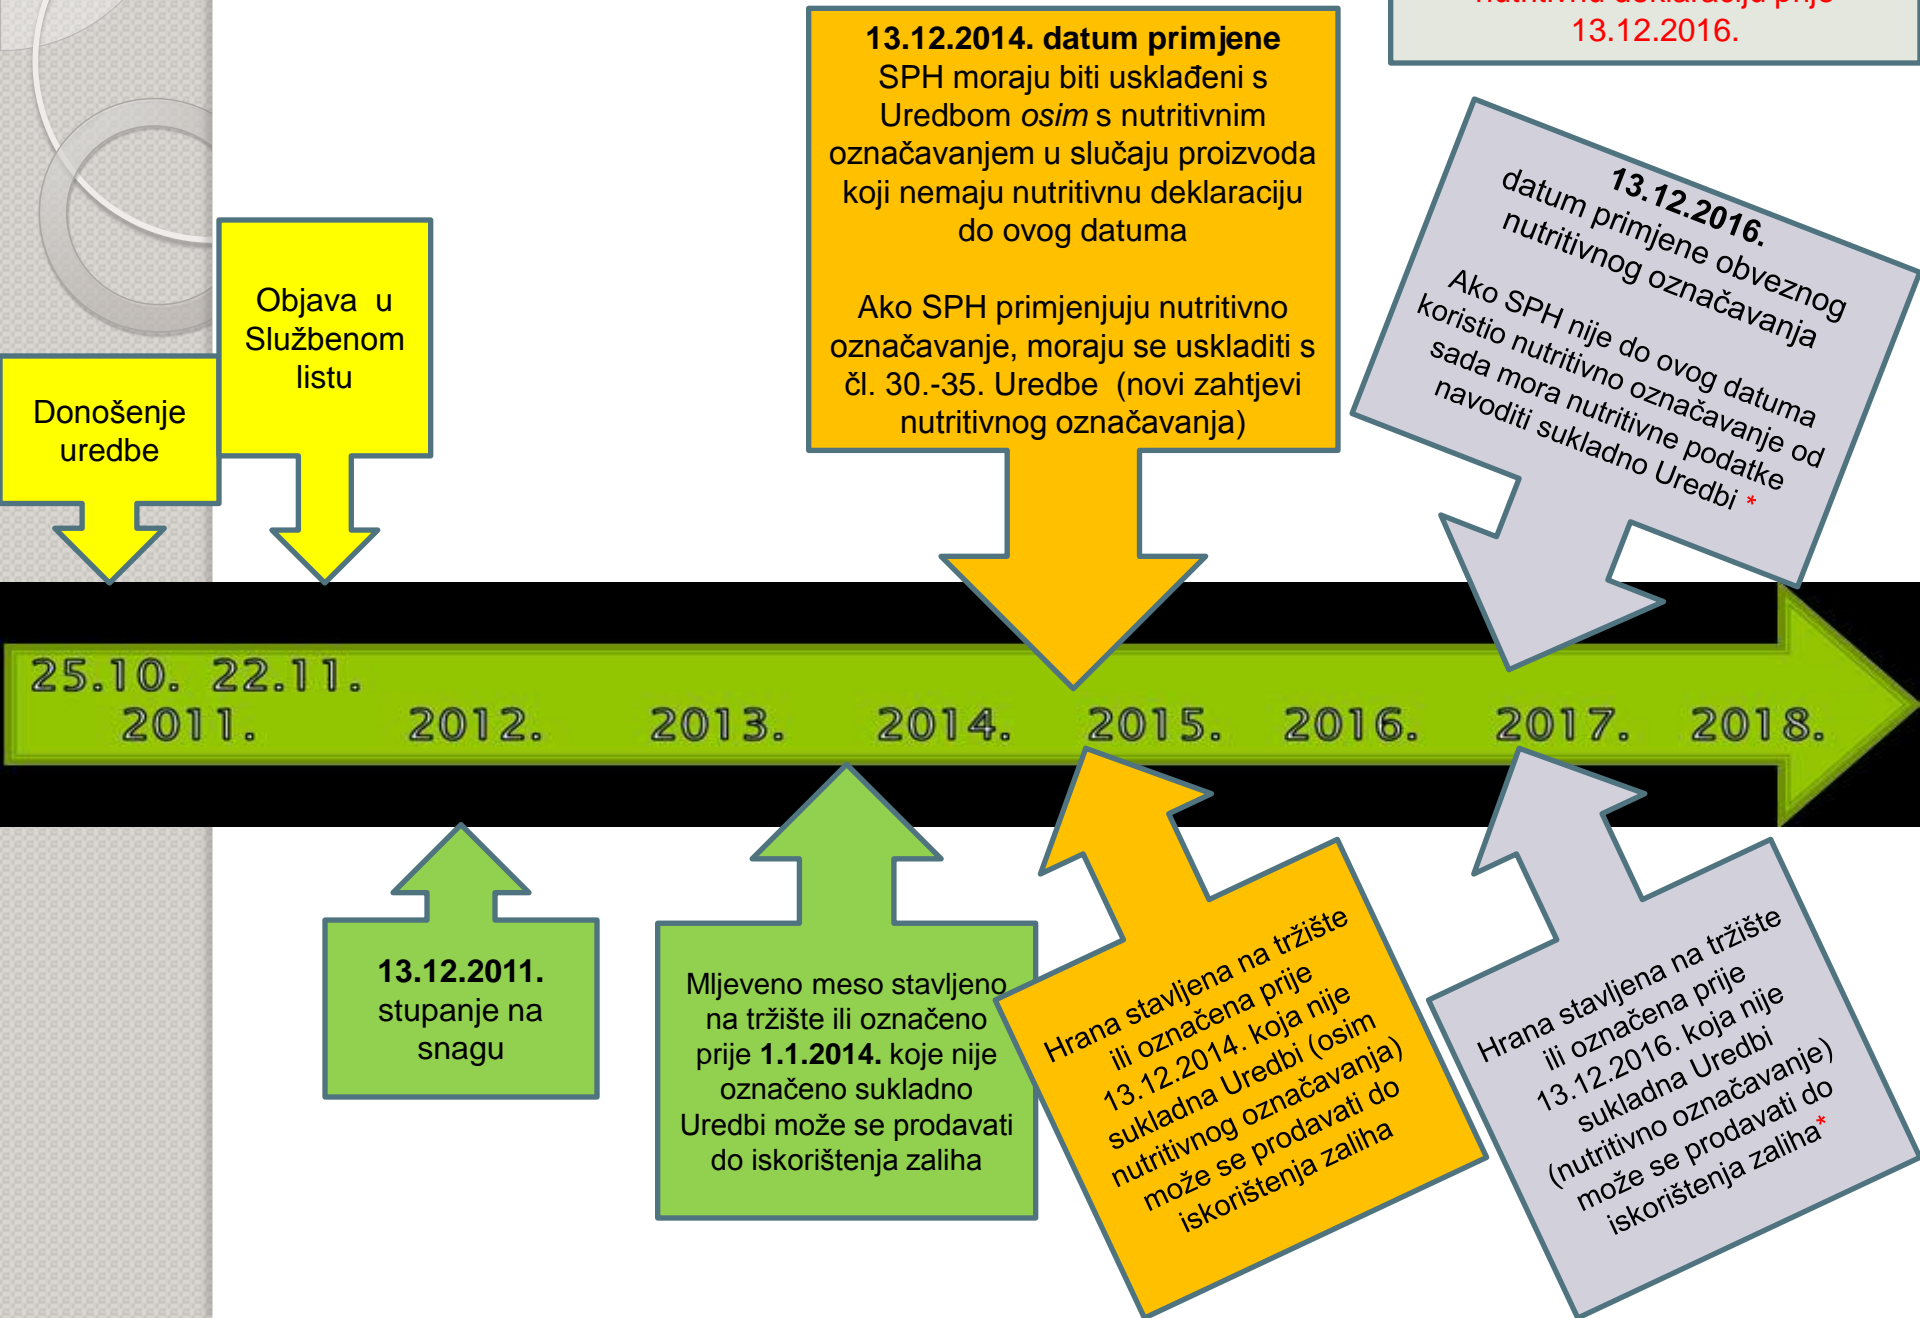 nutritivnu deklaraciju prije
13.12.2016.
13.12.2014. datum primjene
SPH moraju biti usklađeni s
Uredbom osim s nutritivnim
označavanjem u slučaju proizvoda
koji nemaju nutritivnu deklaraciju
do ovog datuma
Ako SPH primjenjuju nutritivno
označavanje, moraju se uskladiti s
čl. 30.-35. Uredbe (novi zahtjevi
nutritivnog označavanja)
13.12.2016.
datum primjene obveznog
nutritivnog označavanja
Ako SPH nije do ovog datuma
koristio nutritivno označavanje od
sada mora nutritivne podatke
navoditi sukladno Uredbi *
Objava u
Službenom
listu
Donošenje
uredbe
25.10. 22.11.
2011. 2012. 2013. 2014. 2015. 2016. 2017. 2018.
13.12.2011.
stupanje na
snagu
Mljeveno meso stavljeno
na tržište ili označeno
prije 1.1.2014. koje nije
označeno sukladno
Uredbi može se prodavati
do iskorištenja zaliha
Hrana stavljena na tržište
ili označena prije
13.12.2014. koja nije
sukladna Uredbi (osim
nutritivnog označavanja)
može se prodavati do
iskorištenja zaliha
Hrana stavljena na tržište
ili označena prije
13.12.2016. koja nije
sukladna Uredbi
(nutritivno označavanje)
može se prodavati do
iskorištenja zaliha*